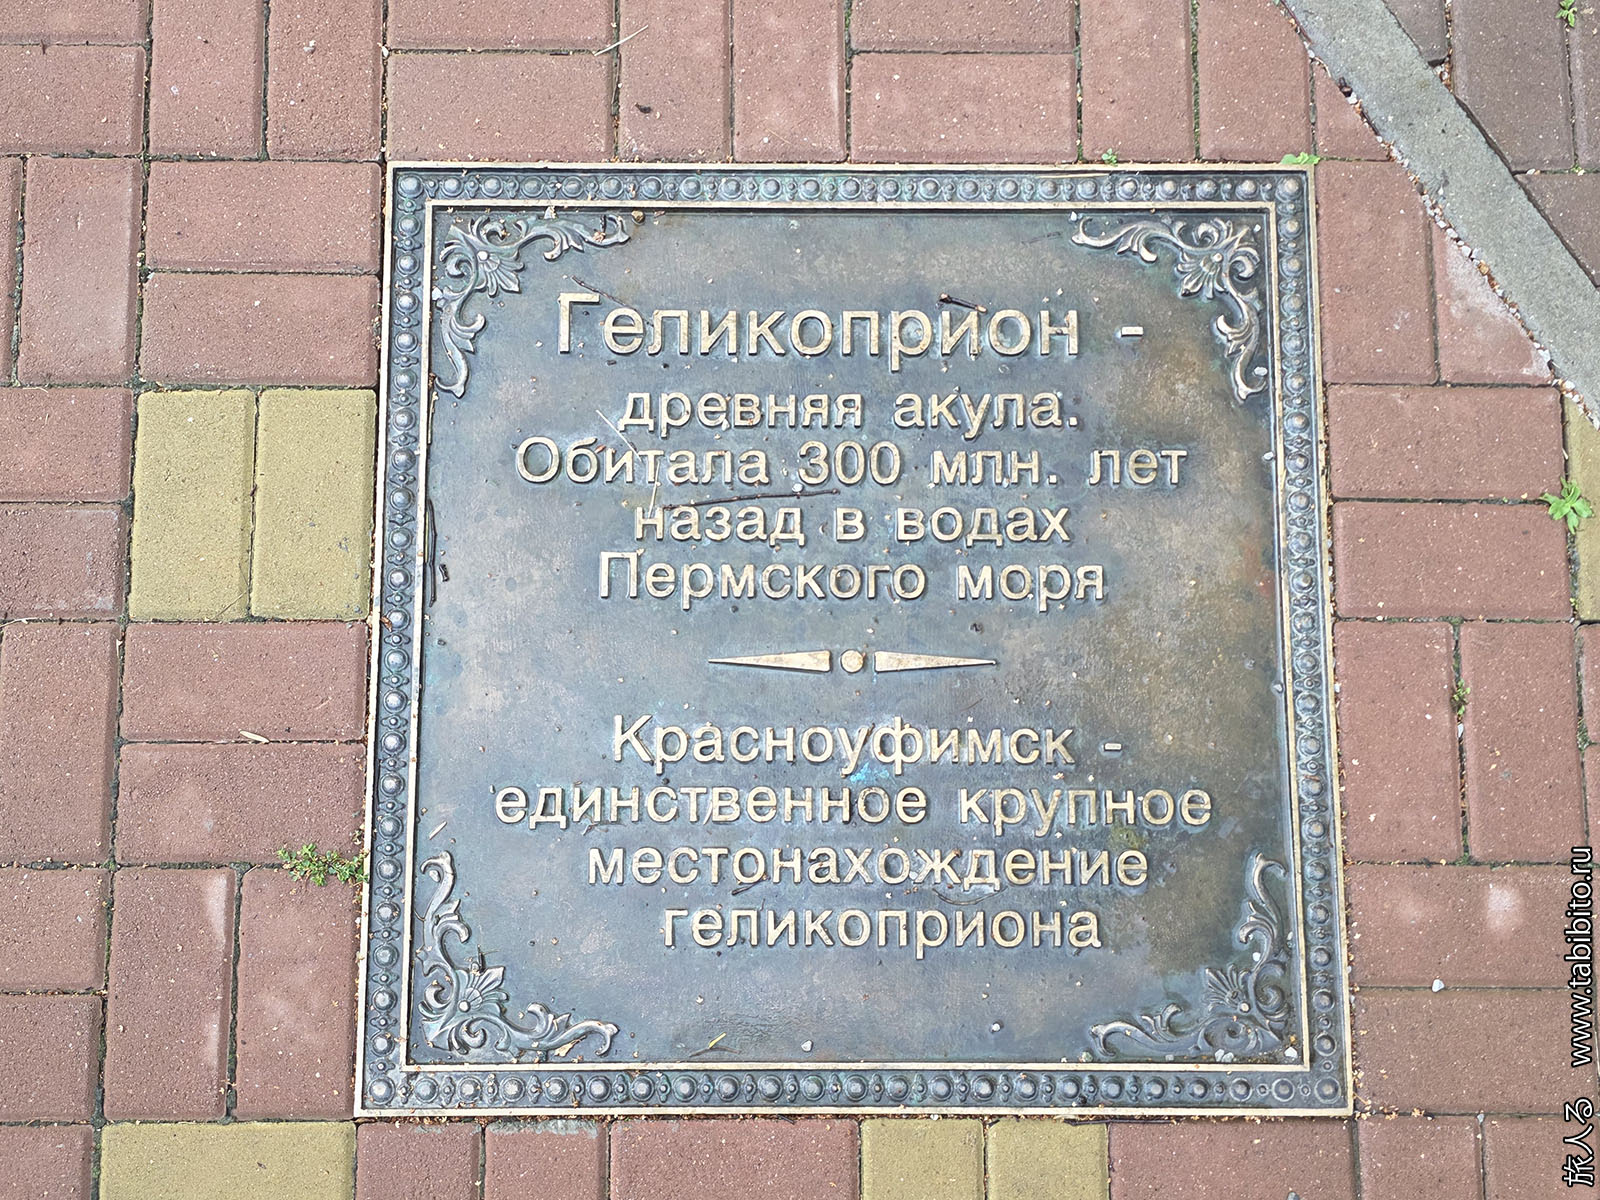 Геликоприон -
древняя акула.
Обитала 300 млн. лет
назад в водах
Пермского моря
Красноуфимск -
единственное крупное
местонахождение
геликоприона
旅人る www.tabibito.ru